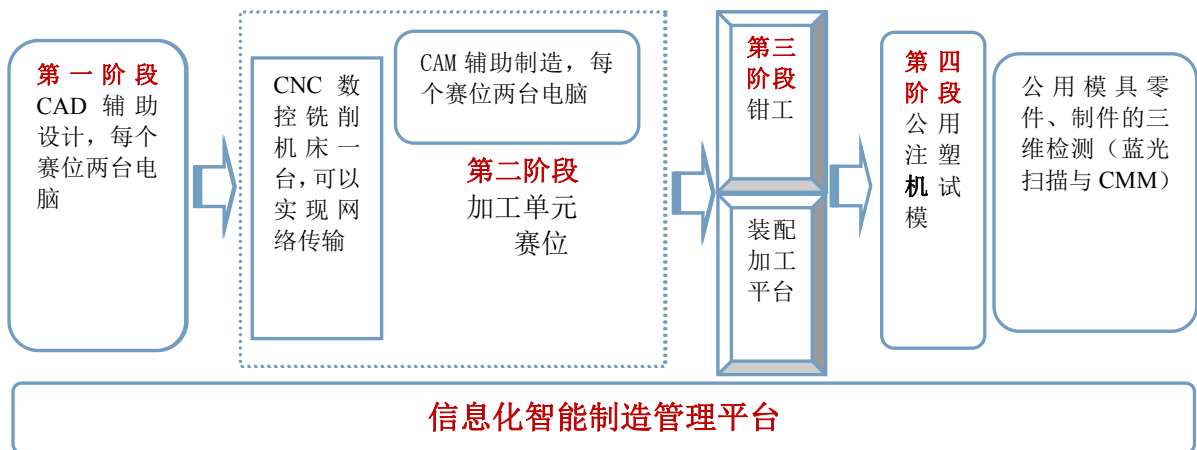 第一阶段
CAD 辅助
设计，每个
赛位两台电
脑
CNC 数
控铣削
机床一
台，可以
实现网
络传输
CAM 辅助制造，每
个赛位两台电脑
第二阶段
加工单元
赛位
第三
阶段
钳工
装配
加工
平台
第四
阶段
公用
注塑
机试
模
公用模具零
件、制件的三
维检测（蓝光
扫描与 CMM）
信息化智能制造管理平台